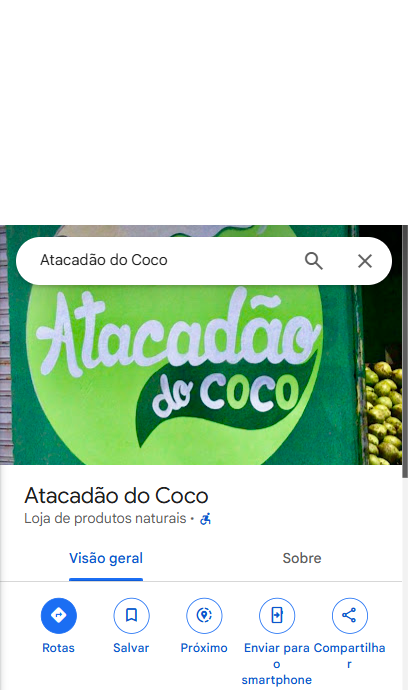 Atacadão do Coco
Atacadão
do coco
Atacadão do Coco
Loja de produtos naturais ·
Visão geral
Sobre
Rotas
Salvar
Próximo
Enviar para
o
smartphone
Compartilha
r